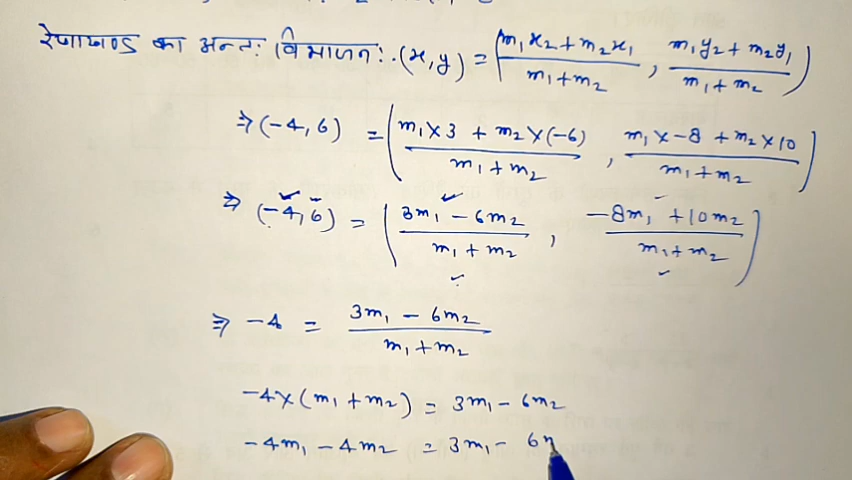 रेखाखण्ड का अन्तः विभाजनः. (x, y) = ( m₁x₂ + m₂x₁ / m₁ + m₂ , m₁y₂ + m₂y₁ / m₁ + m₂ )
⇒ (-4, 6) = ( m₁ × 3 + m₂ × (-6) / m₁ + m₂ , m₁ × -8 + m₂ × 10 / m₁ + m₂ )
⇒ (-4, 6) = ( 3m₁ - 6m₂ / m₁ + m₂ , -8m₁ + 10m₂ / m₁ + m₂ )
⇒ -4 = 3m₁ - 6m₂ / m₁ + m₂
-4 × (m₁ + m₂) = 3m₁ - 6m₂
-4m₁ - 4m₂ = 3m₁ - 6